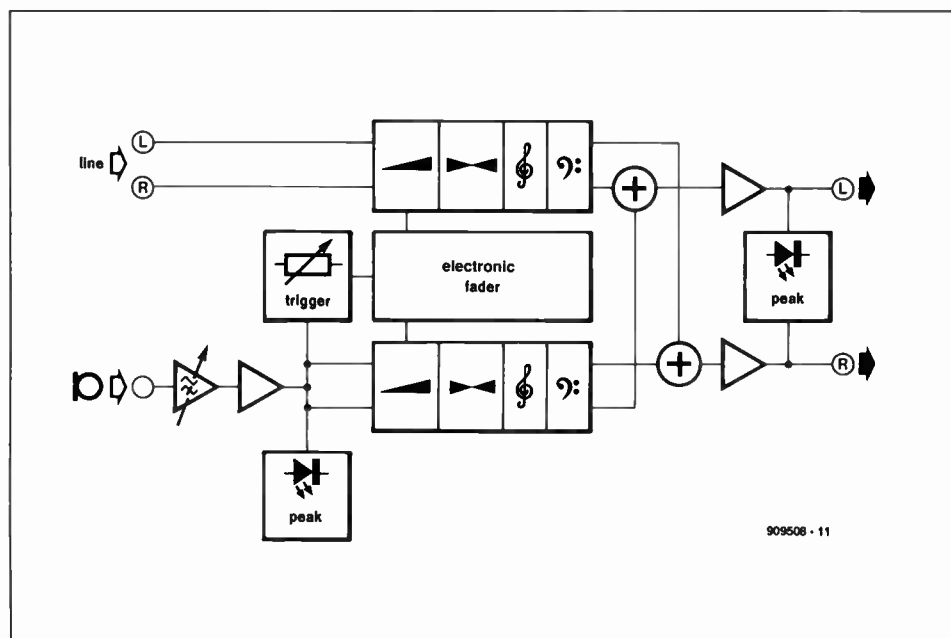 line
L
R
L
R
electronic
fader
trigger
peak
peak
909508 - 11